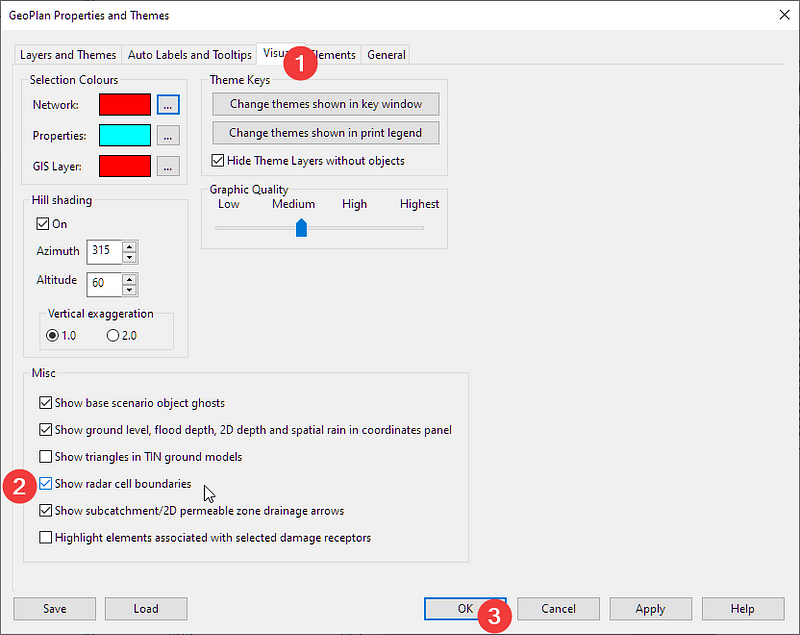 GeoPlan Properties and Themes
Layers and Themes Auto Labels and Tooltips Visua 1 Elements General
Selection Colours
Network: ...
Properties: ...
GIS Layer: ...
Theme Keys
Change themes shown in key window
Change themes shown in print legend
Hide Theme Layers without objects
Hill shading
On
Azimuth 315
Altitude 60
Vertical exaggeration
1.0 2.0
Graphic Quality
Low Medium High Highest
Misc
Show base scenario object ghosts
Show ground level, flood depth, 2D depth and spatial rain in coordinates panel
Show triangles in TIN ground models
2 Show radar cell boundaries
Show subcatchment/2D permeable zone drainage arrows
Highlight elements associated with selected damage receptors
Save Load OK 3 Cancel Apply Help